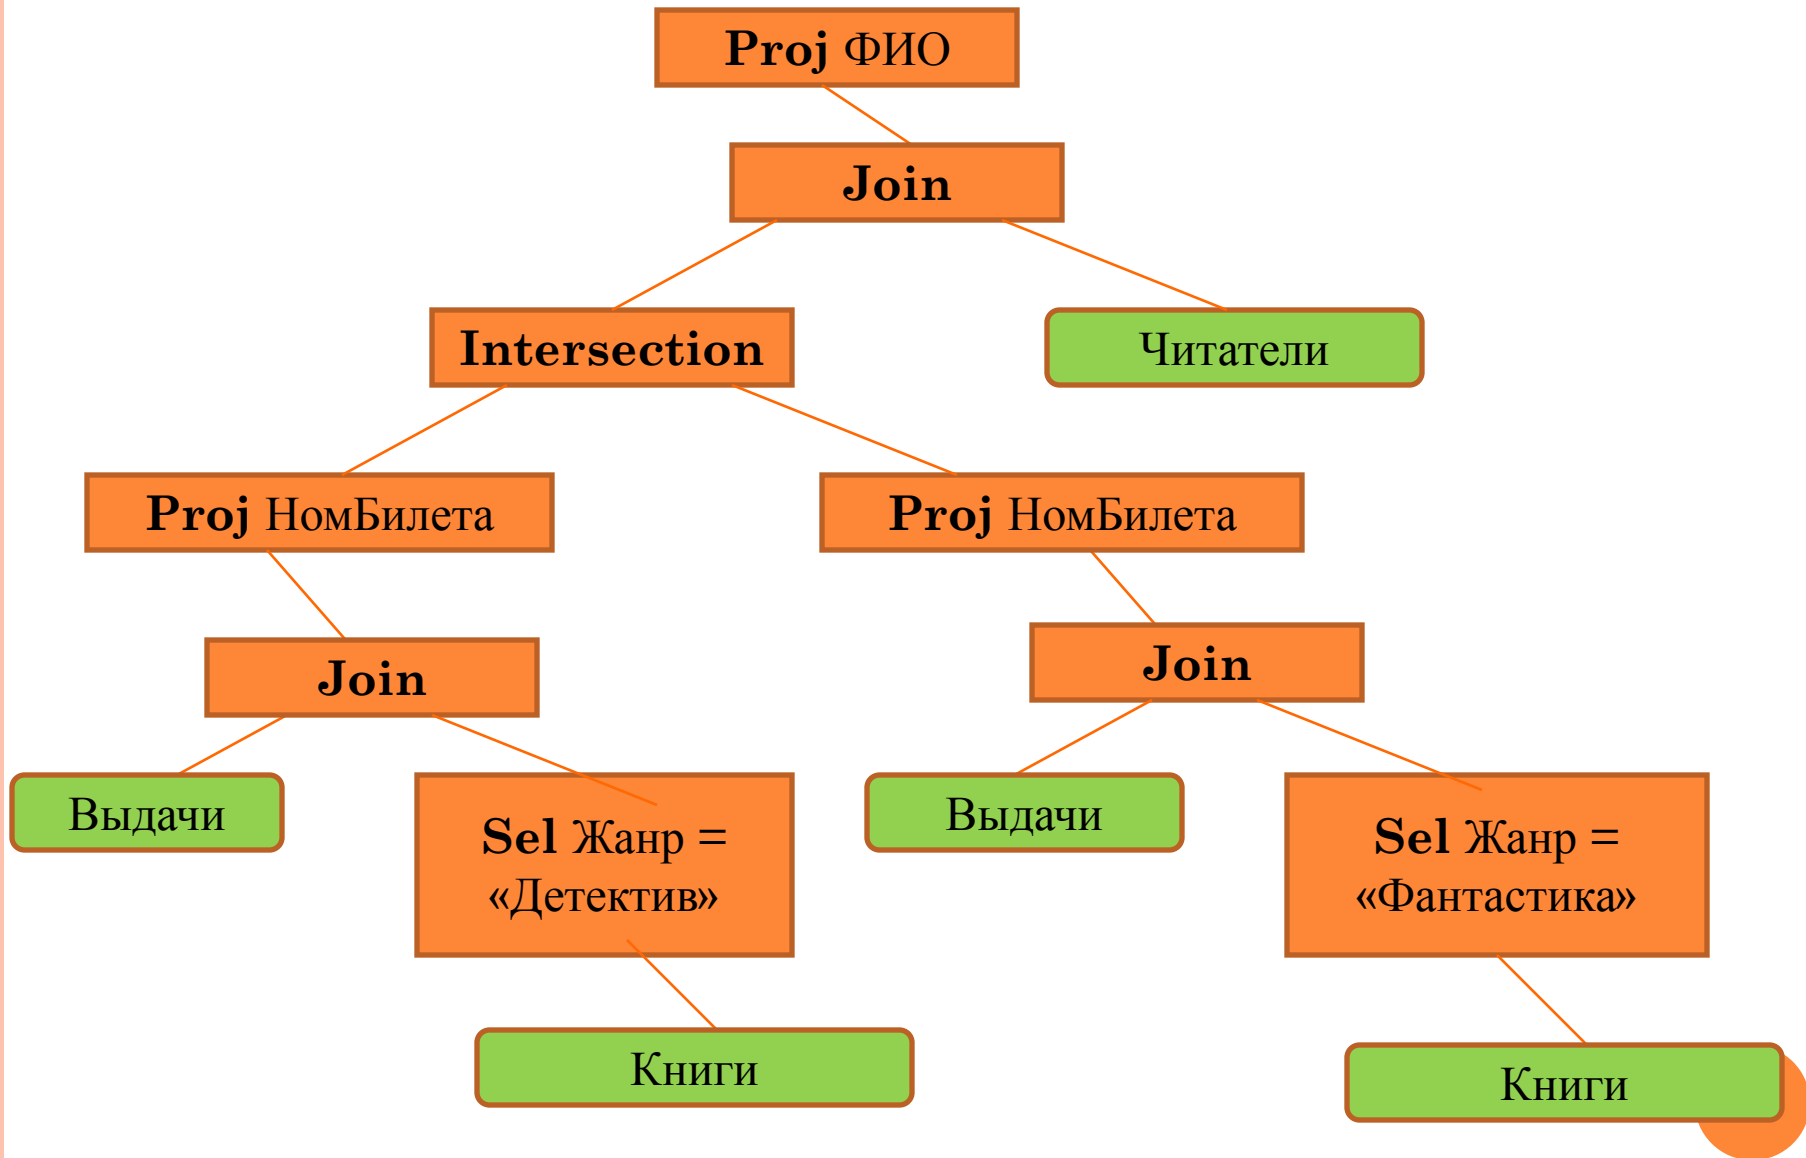 Proj ФИО
Join
Intersection
Читатели
Proj НомБилета
Proj НомБилета
Join
Join
Выдачи
Sel Жанр =
«Детектив»
Выдачи
Sel Жанр =
«Фантастика»
Книги
Книги